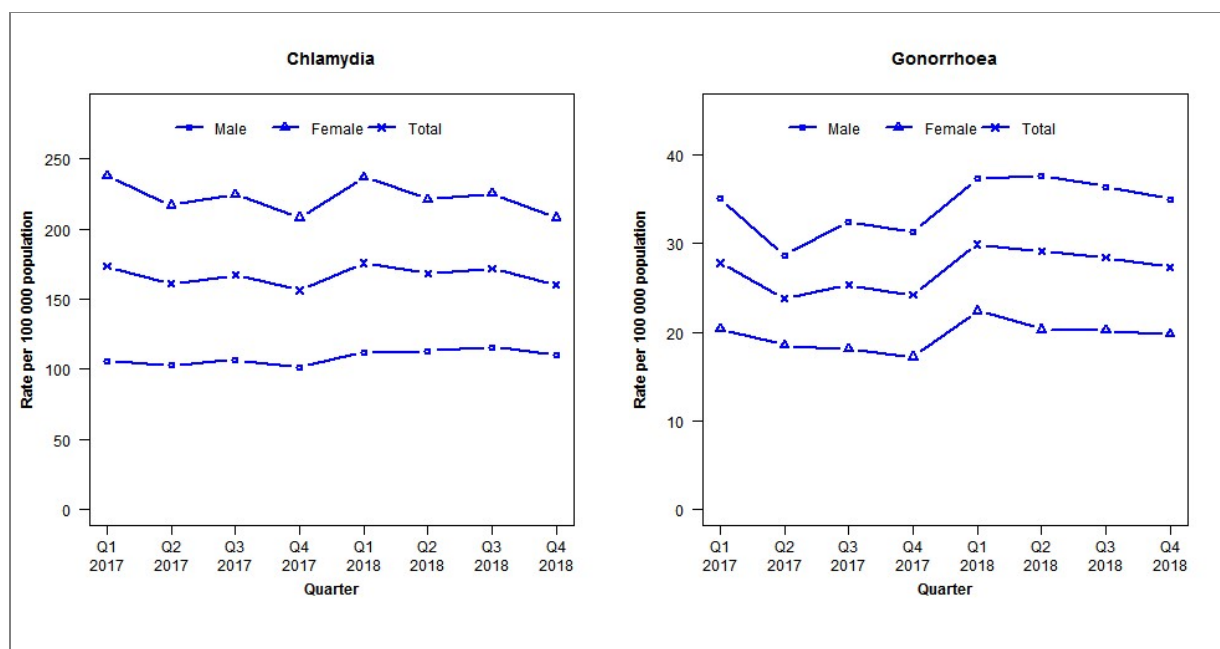 Chlamydia
Male Female Total
Rate per 100 000 population
250
200
150
100
50
0
Q1 Q2 Q3 Q4 Q1 Q2 Q3 Q4
2017 2017 2017 2017 2018 2018 2018 2018
Quarter
Gonorrhoea
Male Female Total
Rate per 100 000 population
40
30
20
10
0
Q1 Q2 Q3 Q4 Q1 Q2 Q3 Q4
2017 2017 2017 2017 2018 2018 2018 2018
Quarter